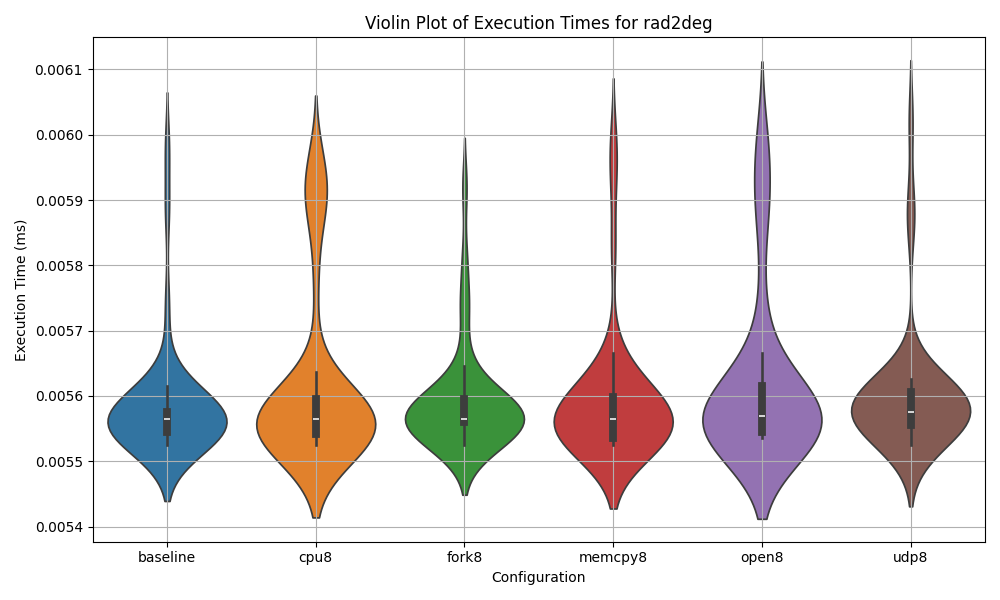 Violin Plot of Execution Times for rad2deg
0.0061
0.0060
0.0059
0.0058
0.0057
0.0056
0.0055
0.0054
Execution Time (ms)
baseline cpu8 fork8 memcpy8 open8 udp8
Configuration